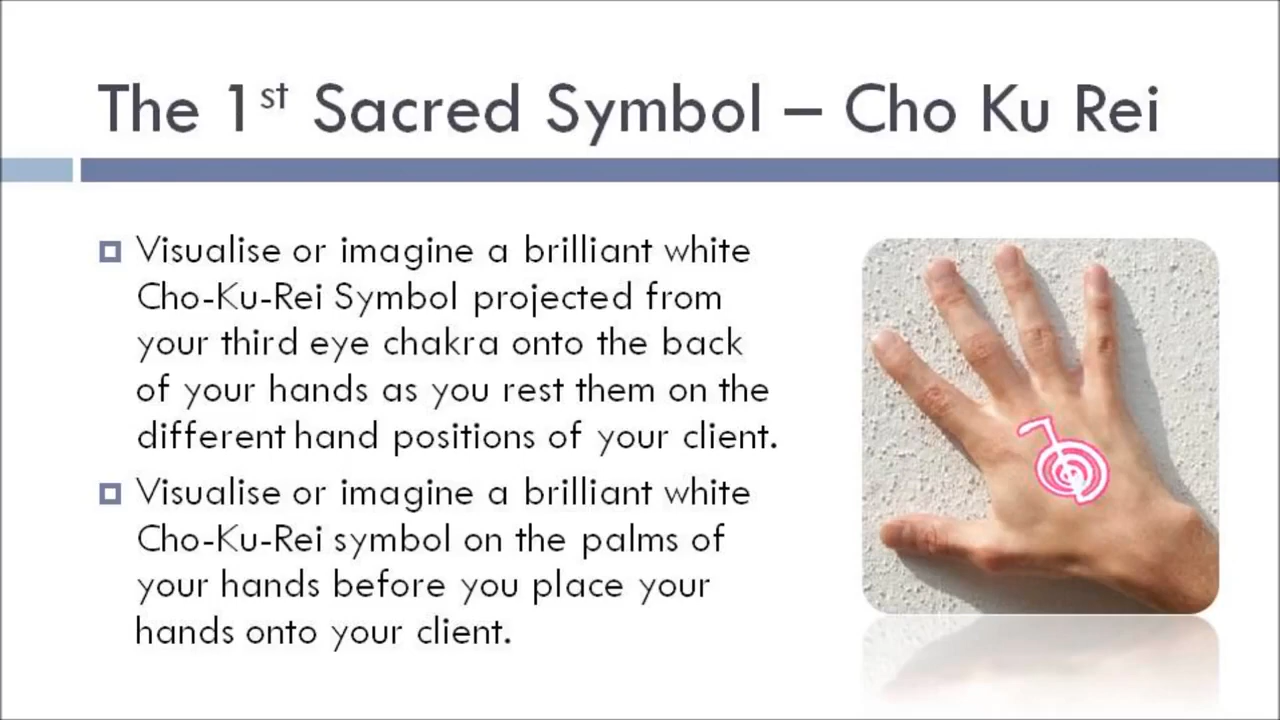 The 1st Sacred Symbol – Cho Ku Rei
Visualise or imagine a brilliant white
Cho-Ku-Rei Symbol projected from
your third eye chakra onto the back
of your hands as you rest them on the
different hand positions of your client.
Visualise or imagine a brilliant white
Cho-Ku-Rei symbol on the palms of
your hands before you place your
hands onto your client.